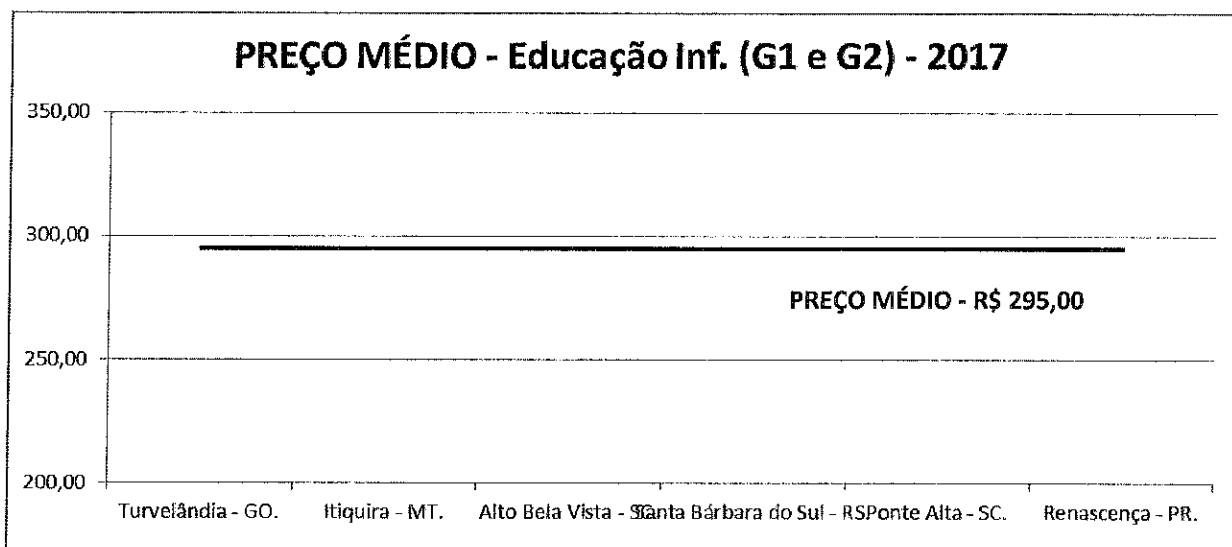 PREÇO MÉDIO - Educação Inf. (G1 e G2) - 2017
350,00
300,00
PREÇO MÉDIO - R$ 295,00
250,00
200,00
Turvelândia - GO. Itiquira - MT. Alto Bela Vista - SC. Santa Bárbara do Sul - RS. Ponte Alta - SC. Renascença - PR.